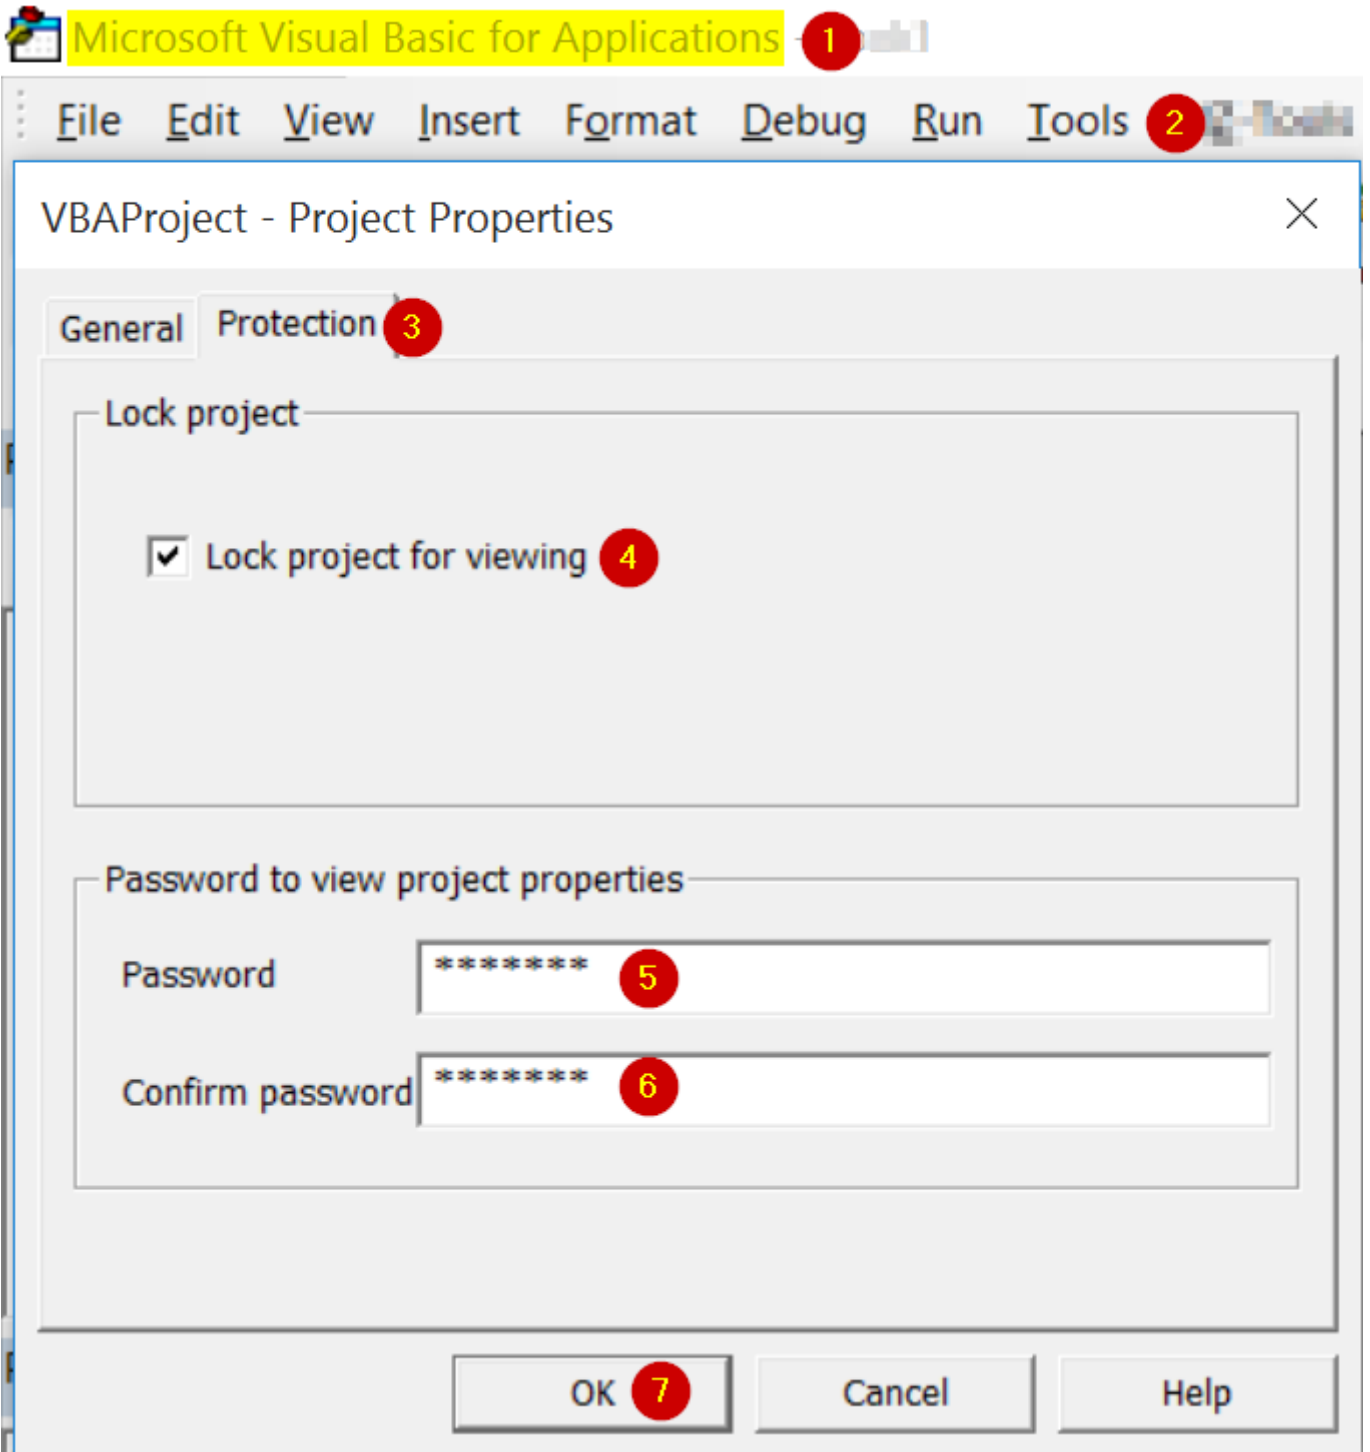 Microsoft Visual Basic for Applications - 1
File Edit View Insert Format Debug Run Tools 2
VBAProject - Project Properties
General Protection 3
Lock project
Lock project for viewing 4
Password to view project properties
Password ******* 5
Confirm password ******* 6
OK 7 Cancel Help